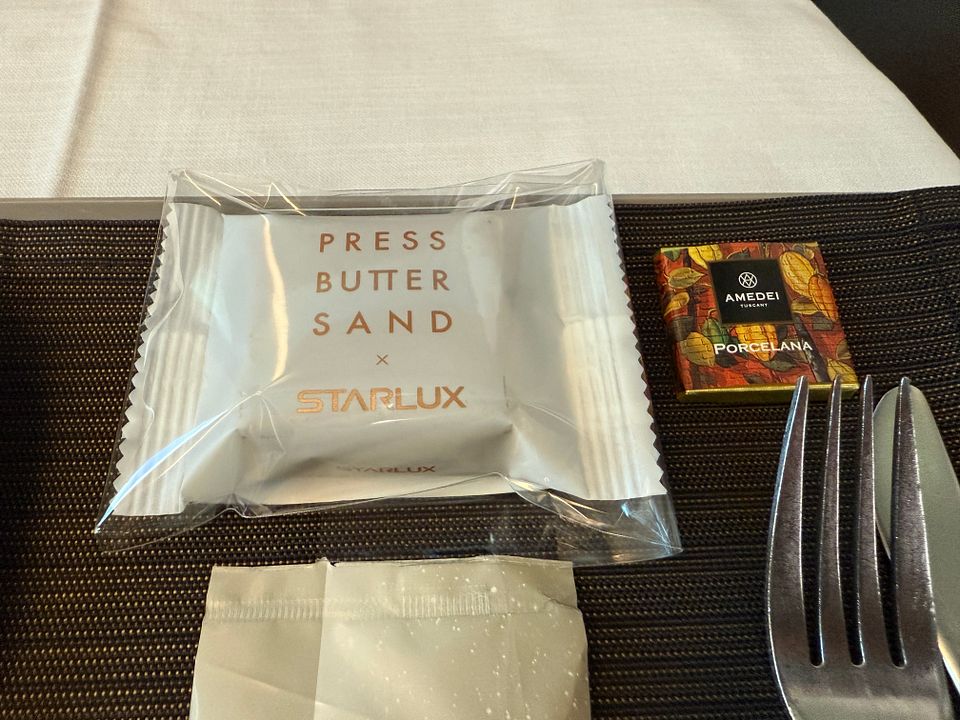 PRESS
BUTTER
SAND
×
STARLUX
STARLUX
AMEDEI
TUSCANY
PORCELANA